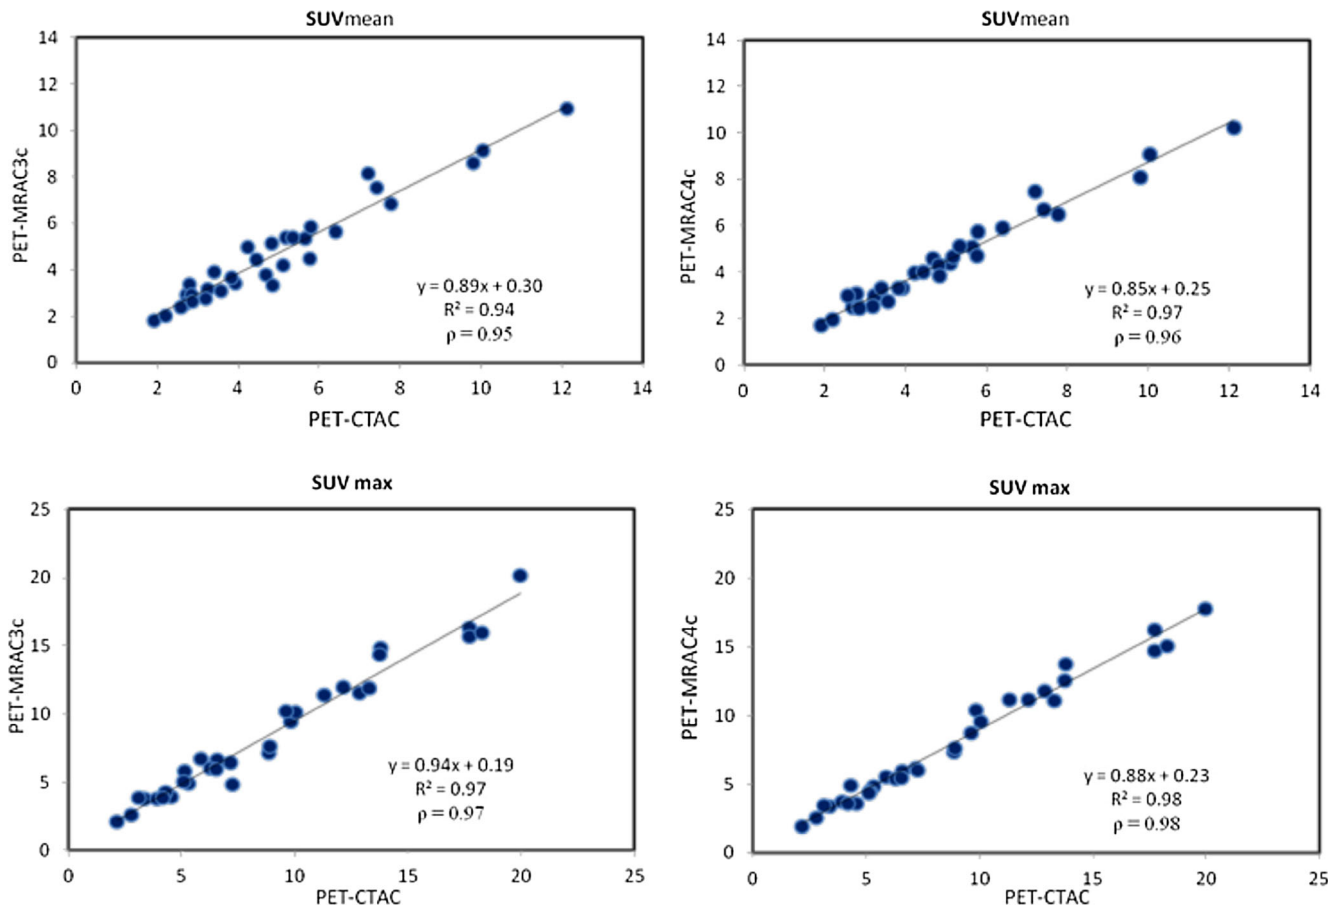 SUVmean
14
12
10
8
6
4
2
0
PET-MRAC3c
y = 0.89x + 0.30
R² = 0.94
ρ = 0.95
0 2 4 6 8 10 12 14
PET-CTAC
SUVmean
14
12
10
8
6
4
2
0
PET-MRAC4c
y = 0.85x + 0.25
R² = 0.97
ρ = 0.96
0 2 4 6 8 10 12 14
PET-CTAC
SUV max
25
20
15
10
5
0
PET-MRAC3c
y = 0.94x + 0.19
R² = 0.97
ρ = 0.97
0 5 10 15 20 25
PET-CTAC
SUV max
25
20
15
10
5
0
PET-MRAC4c
y = 0.88x + 0.23
R² = 0.98
ρ = 0.98
0 5 10 15 20 25
PET-CTAC